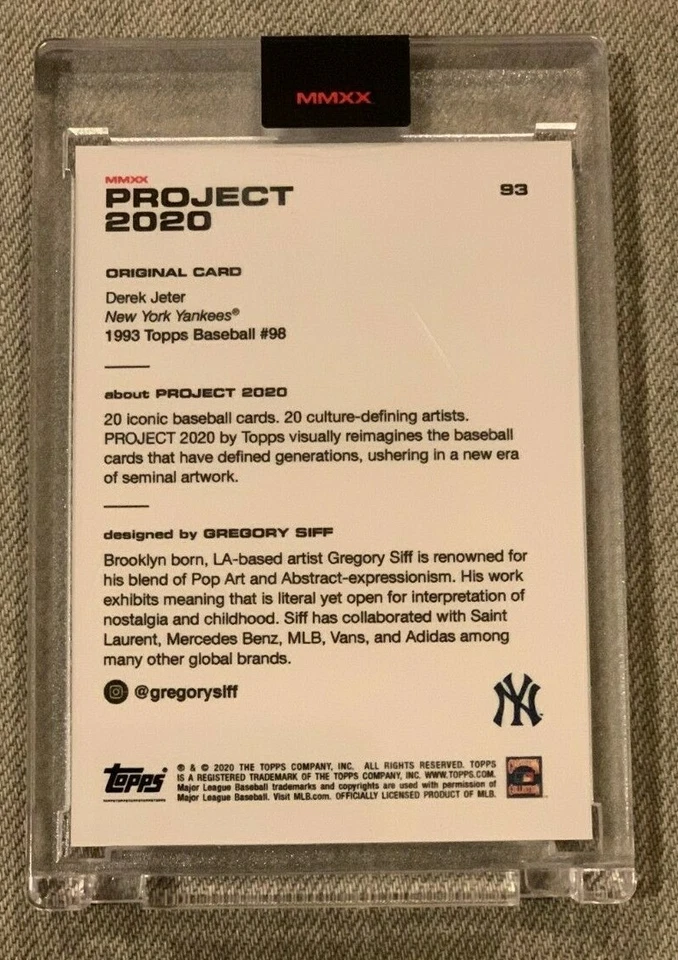 MMXX
MMXX
PROJECT
2020
93
ORIGINAL CARD
Derek Jeter
New York Yankees®
1993 Topps Baseball #98
about PROJECT 2020
20 iconic baseball cards. 20 culture-defining artists.
PROJECT 2020 by Topps visually reimagines the baseball
cards that have defined generations, ushering in a new era
of seminal artwork.
designed by GREGORY SIFF
Brooklyn born, LA-based artist Gregory Siff is renowned for
his blend of Pop Art and Abstract-expressionism. His work
exhibits meaning that is literal yet open for interpretation of
nostalgia and childhood. Siff has collaborated with Saint
Laurent, Mercedes Benz, MLB, Vans, and Adidas among
many other global brands.
@gregorysiff
NY
Topps®
® & © 2020 THE TOPPS COMPANY, INC. ALL RIGHTS RESERVED. TOPPS
IS A REGISTERED TRADEMARK OF THE TOPPS COMPANY, INC. WWW.TOPPS.COM.
Major League Baseball trademarks and copyrights are used with permission of
Major League Baseball. Visit MLB.com. OFFICIALLY LICENSED PRODUCT OF MLB.